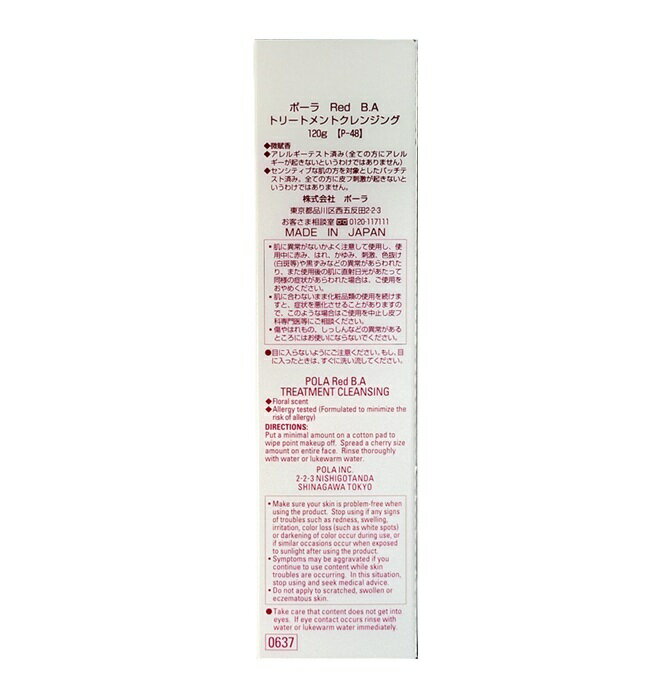 ポーラ Red B.A
トリートメントクレンジング
120g 【P-48】
◆微賦香
◆アレルギーテスト済み(全ての方にアレル
ギーが起きないというわけではありません)
◆センシティブな肌の方を対象としたパッチテ
スト済み。全ての方に皮フ刺激が起きないと
いうわけではありません。
株式会社 ポーラ
東京都品川区西五反田2-2-3
お客さま相談室 0120-117111
MADE IN JAPAN
・肌に異常がないかよく注意して使用し、使
用中に赤み、はれ、かゆみ、刺激、色抜け
(白斑等)や黒ずみなどの異常があらわれた
り、また使用後の肌に直射日光があたって
同様の症状があらわれた場合は、ご使用を
おやめください。
・肌に合わないまま化粧品類の使用を続けま
すと、症状を悪化させることがありますの
で、このような場合はご使用を中止し皮フ
科専門医等にご相談ください。
・傷やはれもの、しっしんなどの異常がある
ところにはお使いにならないでください。
●目に入らないようにご注意ください。もし、目
に入ったときは、すぐに洗い流してください。
POLA Red B.A
TREATMENT CLEANSING
◆Floral scent
◆Allergy tested (Formulated to minimize the
risk of allergy)
DIRECTIONS:
Put a minimal amount on a cotton pad to
wipe point makeup off. Spread a cherry size
amount on entire face. Rinse thoroughly
with water or lukewarm water.
POLA INC.
2-2-3 NISHIGOTANDA
SHINAGAWA TOKYO
• Make sure your skin is problem-free when
using the product. Stop using if any signs
of troubles such as redness, swelling,
irritation, color loss (such as white spots)
or darkening of color occur during use, or
if similar occasions occur when exposed
to sunlight after using the product.
• Symptoms may be aggravated if you
continue to use content while skin
troubles are occurring. In this situation,
stop using and seek medical advice.
• Do not apply to scratched, swollen or
eczematous skin.
● Take care that content does not get into
eyes. If eye contact occurs rinse with
water or lukewarm water immediately.
0637